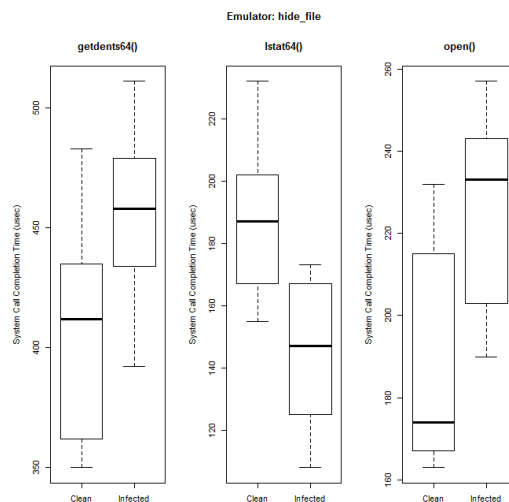 Emulator: hide_file
getdents64()
System Call Completion Time (usec)
500
450
400
350
Clean Infected
lstat64()
System Call Completion Time (usec)
220
200
180
160
140
120
Clean Infected
open()
System Call Completion Time (usec)
260
240
220
200
180
160
Clean Infected